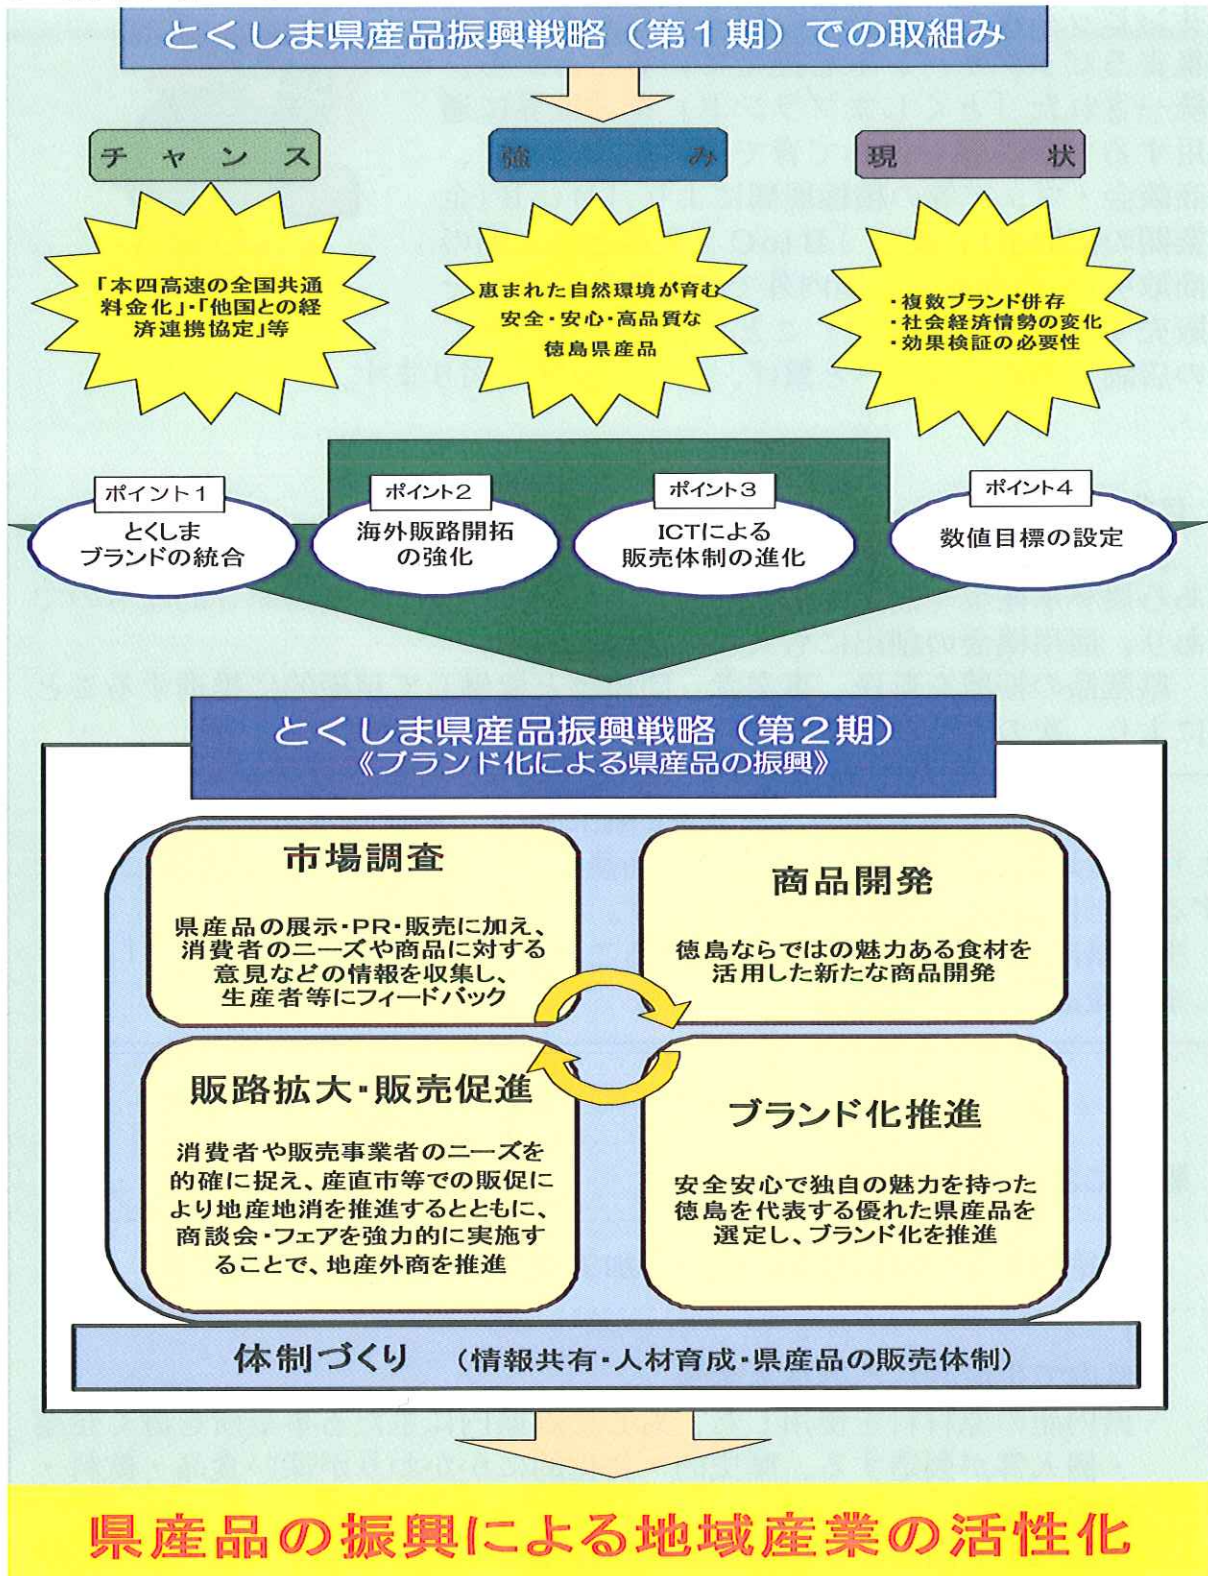 とくしま県産品振興戦略（第１期）での取組み
チャンス
強み
現状
「本四高速の全国共通
料金化」・「他国との経
済連携協定」等
恵まれた自然環境が育む
安全・安心・高品質な
徳島県産品
・複数ブランド併存
・社会経済情勢の変化
・効果検証の必要性
ポイント１
とくしま
ブランドの統合
ポイント２
海外販路開拓
の強化
ポイント３
ICTによる
販売体制の進化
ポイント４
数値目標の設定
とくしま県産品振興戦略（第２期）
《ブランド化による県産品の振興》
市場調査
県産品の展示・PR・販売に加え、
消費者のニーズや商品に対する
意見などの情報を収集し、
生産者等にフィードバック
商品開発
徳島ならではの魅力ある食材を
活用した新たな商品開発
販路拡大・販売促進
消費者や販売事業者のニーズを
的確に捉え、産直市等での販促に
より地産地消を推進するとともに、
商談会・フェアを強力的に実施す
ることで、地産外商を推進
ブランド化推進
安全安心で独自の魅力を持った
徳島を代表する優れた県産品を
選定し、ブランド化を推進
体制づくり （情報共有・人材育成・県産品の販売体制）
県産品の振興による地域産業の活性化